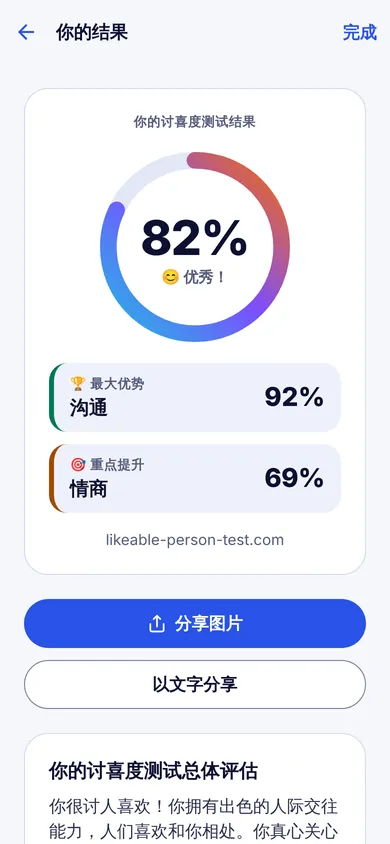 你的结果
完成
你的讨喜度测试结果
82%
😊 优秀！
🏆 最大优势
沟通
92%
🎯 重点提升
情商
69%
likeable-person-test.com
分享图片
以文字分享
你的讨喜度测试总体评估
你很讨人喜欢！你拥有出色的人际交往
能力，人们喜欢和你相处。你真心关心